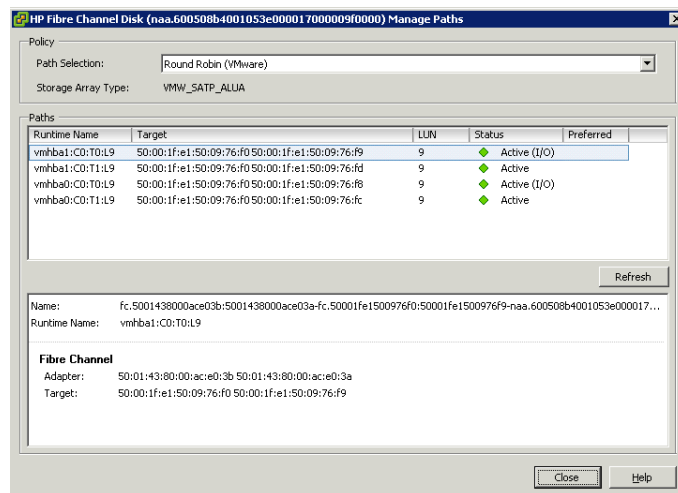 HP Fibre Channel Disk (naa.600508b4001053e000017000009f0000) Manage Paths
Policy
Path Selection: Round Robin (VMware)
Storage Array Type: VMW_SATP_ALUA
Paths
Runtime Name Target LUN Status Preferred
vmhba1:C0:T0:L9 50:00:1f:e1:50:09:76:f0 50:00:1f:e1:50:09:76:f9 9 Active (I/O)
vmhba1:C0:T1:L9 50:00:1f:e1:50:09:76:f0 50:00:1f:e1:50:09:76:fd 9 Active
vmhba0:C0:T0:L9 50:00:1f:e1:50:09:76:f0 50:00:1f:e1:50:09:76:f8 9 Active (I/O)
vmhba0:C0:T1:L9 50:00:1f:e1:50:09:76:f0 50:00:1f:e1:50:09:76:fc 9 Active
Refresh
Name: fc.5001438000ace03b:5001438000ace03a-fc.50001fe1500976f0:50001fe1500976f9-naa.600508b4001053e000017...
Runtime Name: vmhba1:C0:T0:L9
Fibre Channel
Adapter: 50:01:43:80:00:ac:e0:3b 50:01:43:80:00:ac:e0:3a
Target: 50:00:1f:e1:50:09:76:f0 50:00:1f:e1:50:09:76:f9
Close Help